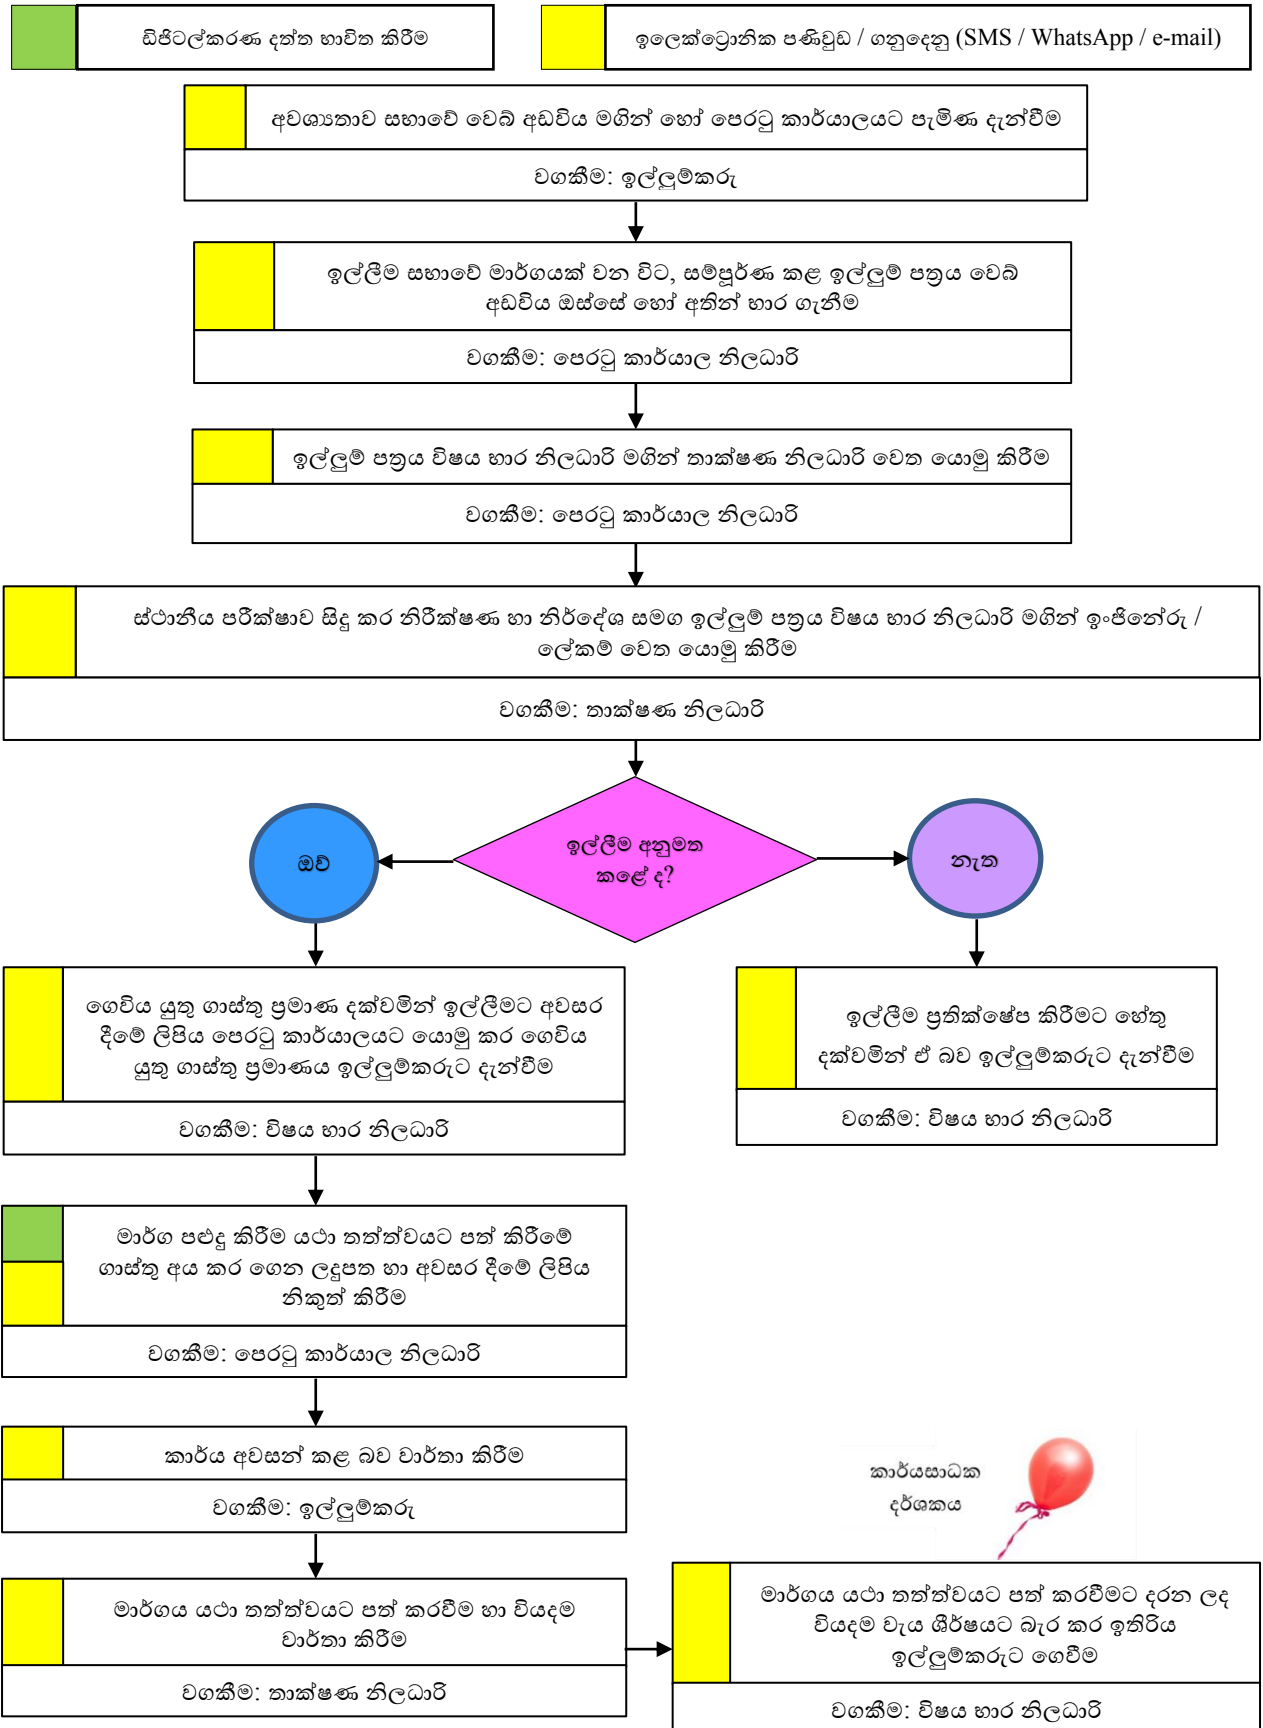 ඩිජිටල්කරණ දත්ත භාවිත කිරීම
ඉලෙක්ට්‍රොනික පණිවුඩ / ගනුදෙනු (SMS / WhatsApp / e-mail)
අවශ්‍යතාව සභාවේ වෙබ් අඩවිය මගින් හෝ පෙරටු කාර්යාලයට පැමිණ දැන්වීම
වගකීම: ඉල්ලුම්කරු
ඉල්ලීම සභාවේ මාර්ගයක් වන විට, සම්පූර්ණ කළ ඉල්ලුම් පත්‍රය වෙබ්
අඩවිය ඔස්සේ හෝ අතින් භාර ගැනීම
වගකීම: පෙරටු කාර්යාල නිලධාරි
ඉල්ලුම් පත්‍රය විෂය භාර නිලධාරි මගින් තාක්ෂණ නිලධාරි වෙත යොමු කිරීම
වගකීම: පෙරටු කාර්යාල නිලධාරි
ස්ථානීය පරීක්ෂාව සිදු කර නිරීක්ෂණ හා නිර්දේශ සමග ඉල්ලුම් පත්‍රය විෂය භාර නිලධාරි මගින් ඉංජිනේරු /
ලේකම් වෙත යොමු කිරීම
වගකීම: තාක්ෂණ නිලධාරි
ඉල්ලීම අනුමත
කළේ ද?
ඔව්
නැත
ගෙවිය යුතු ගාස්තු ප්‍රමාණ දක්වමින් ඉල්ලීමට අවසර
දීමේ ලිපිය පෙරටු කාර්යාලයට යොමු කර ගෙවිය
යුතු ගාස්තු ප්‍රමාණය ඉල්ලුම්කරුට දැන්වීම
වගකීම: විෂය භාර නිලධාරි
ඉල්ලීම ප්‍රතික්ෂේප කිරීමට හේතු
දක්වමින් ඒ බව ඉල්ලුම්කරුට දැන්වීම
වගකීම: විෂය භාර නිලධාරි
මාර්ග පළුදු කිරීම යථා තත්ත්වයට පත් කිරීමේ
ගාස්තු අය කර ගෙන ලදුපත හා අවසර දීමේ ලිපිය
නිකුත් කිරීම
වගකීම: පෙරටු කාර්යාල නිලධාරි
කාර්ය අවසන් කළ බව වාර්තා කිරීම
වගකීම: ඉල්ලුම්කරු
කාර්යසාධක
දර්ශකය
මාර්ගය යථා තත්ත්වයට පත් කරවීම හා වියදම
වාර්තා කිරීම
වගකීම: තාක්ෂණ නිලධාරි
මාර්ගය යථා තත්ත්වයට පත් කරවීමට දරන ලද
වියදම වැය ශීර්ෂයට බැර කර ඉතිරිය
ඉල්ලුම්කරුට ගෙවීම
වගකීම: විෂය භාර නිලධාරි